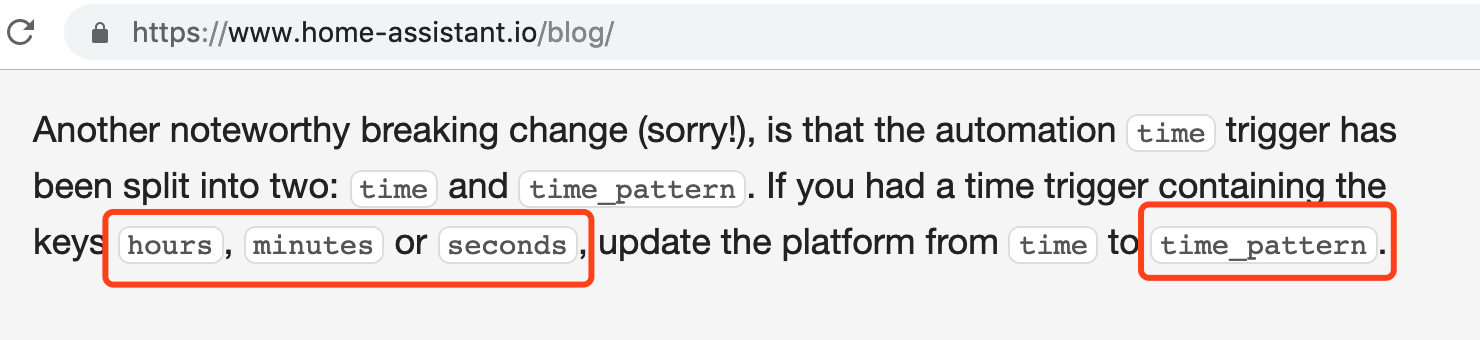 https://www.home-assistant.io/blog/
Another noteworthy breaking change (sorry!), is that the automation time trigger has
been split into two: time and time_pattern. If you had a time trigger containing the
keys hours, minutes or seconds, update the platform from time to time_pattern.